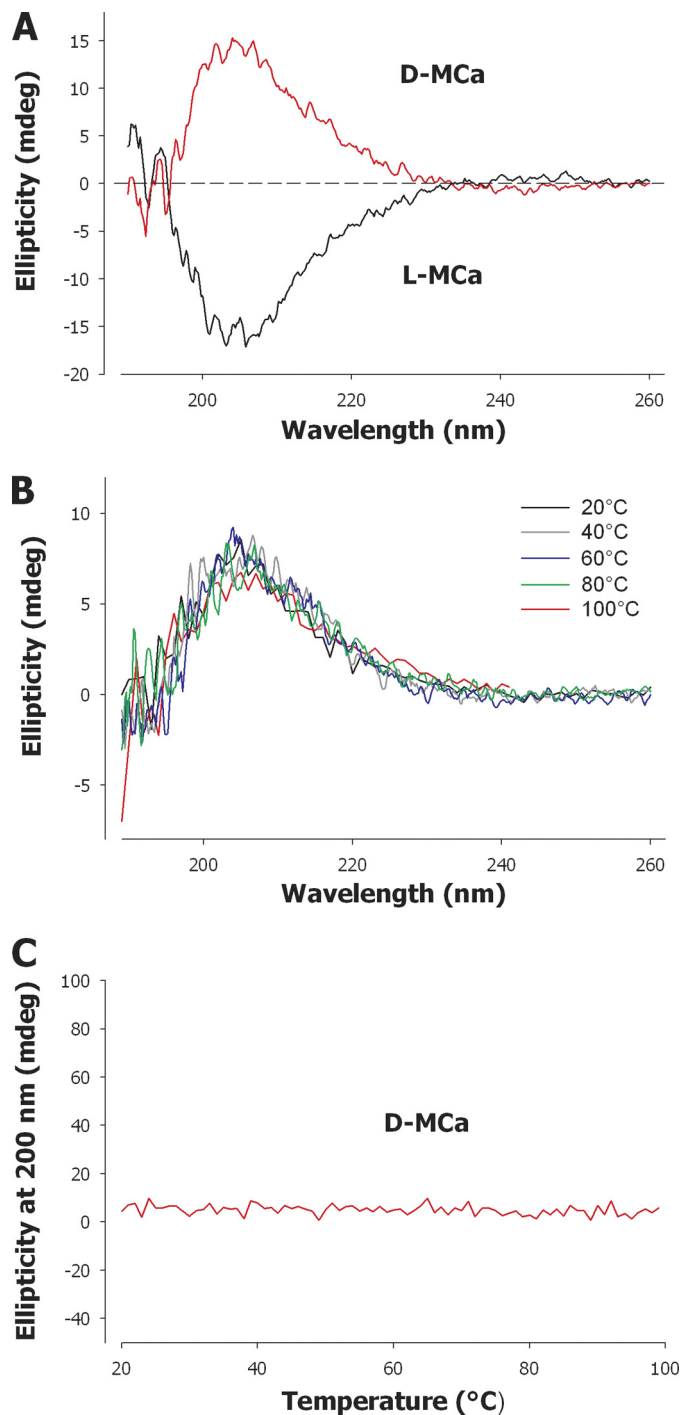 A
Ellipticity (mdeg)
15
10
5
0
-5
-10
-15
-20
D-MCa
L-MCa
200
220
240
260
Wavelength (nm)
B
Ellipticity (mdeg)
10
5
0
-5
20°C
40°C
60°C
80°C
100°C
200
220
240
260
Wavelength (nm)
C
Ellipticity at 200 nm (mdeg)
100
80
60
40
20
0
-20
-40
D-MCa
20
40
60
80
100
Temperature (°C)